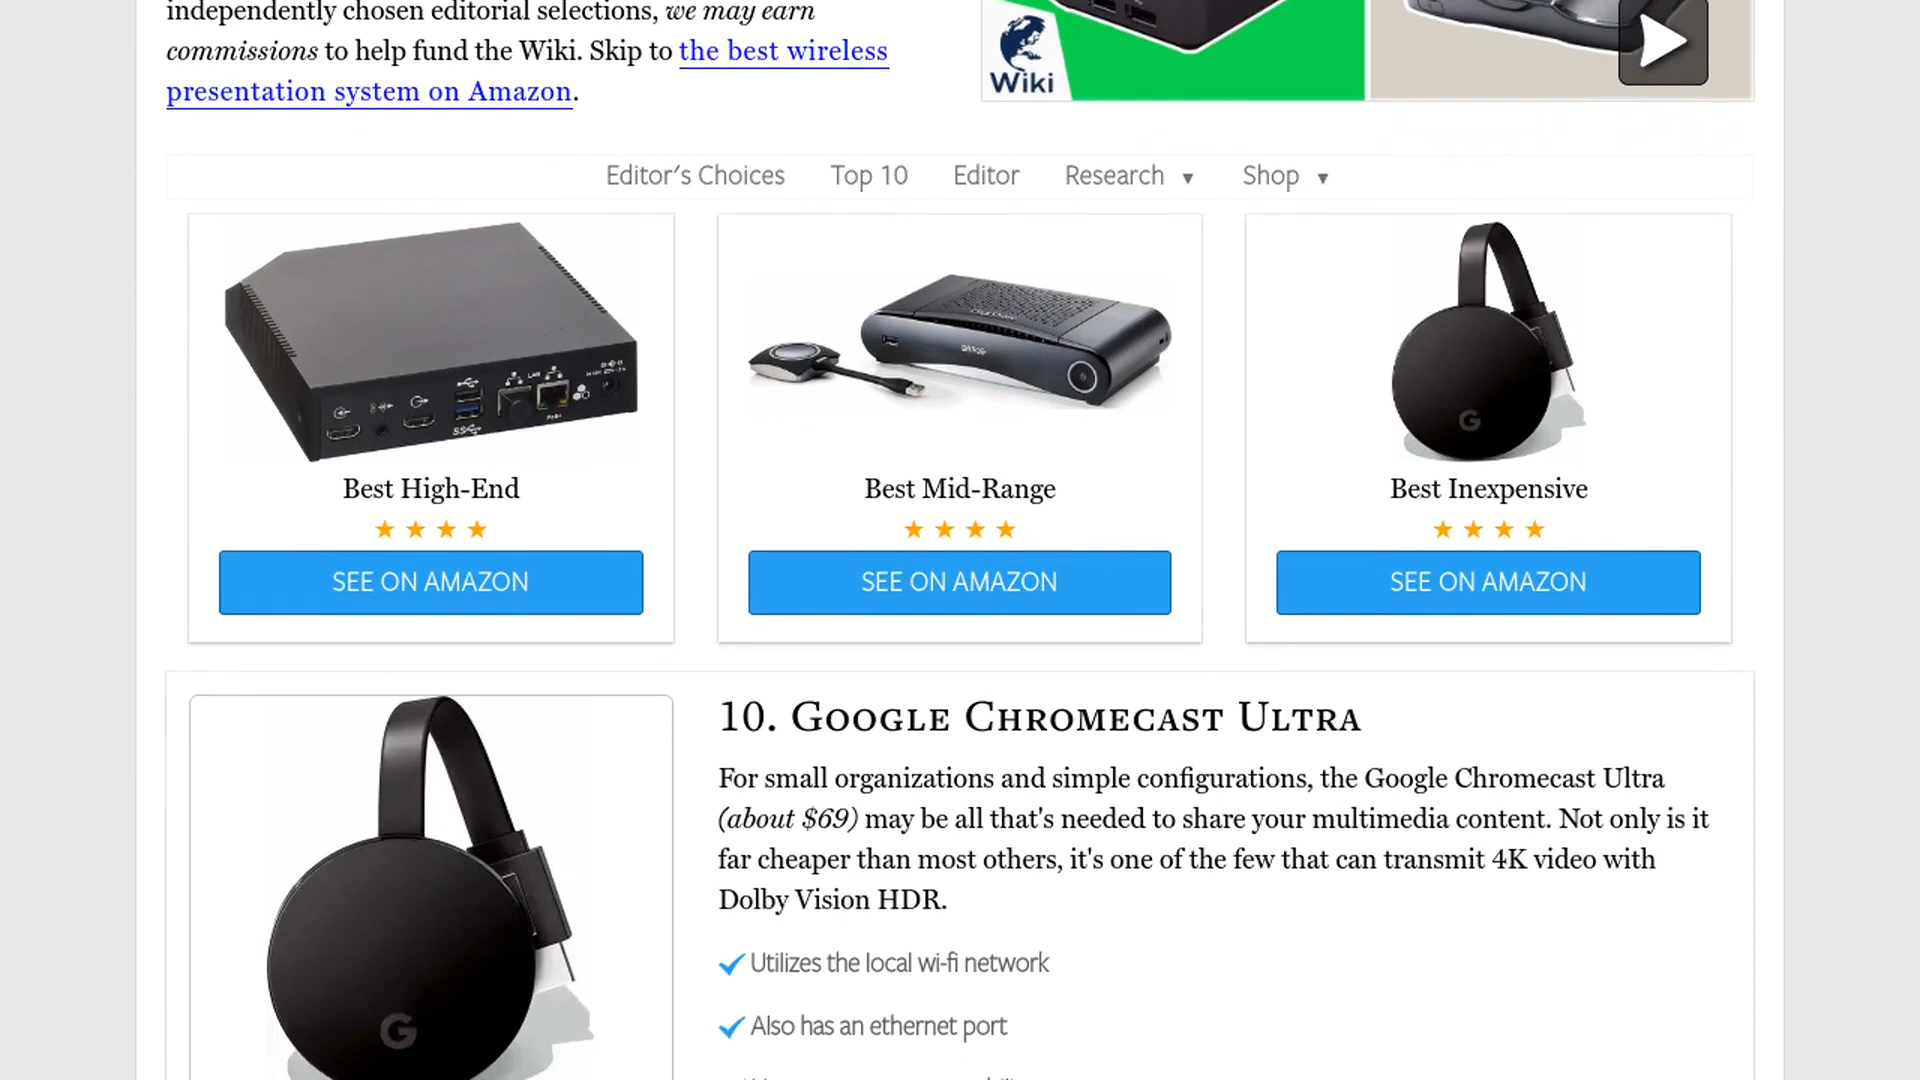 independently chosen editorial selections, we may earn
commissions to help fund the Wiki. Skip to the best wireless
presentation system on Amazon.
Wiki
Editor's Choices Top 10 Editor Research ▼ Shop ▼
Best High-End
★ ★ ★ ★
SEE ON AMAZON
Best Mid-Range
★ ★ ★ ★
SEE ON AMAZON
Best Inexpensive
★ ★ ★ ★
SEE ON AMAZON
10. Google Chromecast Ultra
For small organizations and simple configurations, the Google Chromecast Ultra
(about $69) may be all that's needed to share your multimedia content. Not only is it
far cheaper than most others, it's one of the few that can transmit 4K video with
Dolby Vision HDR.
Utilizes the local wi-fi network
Also has an ethernet port